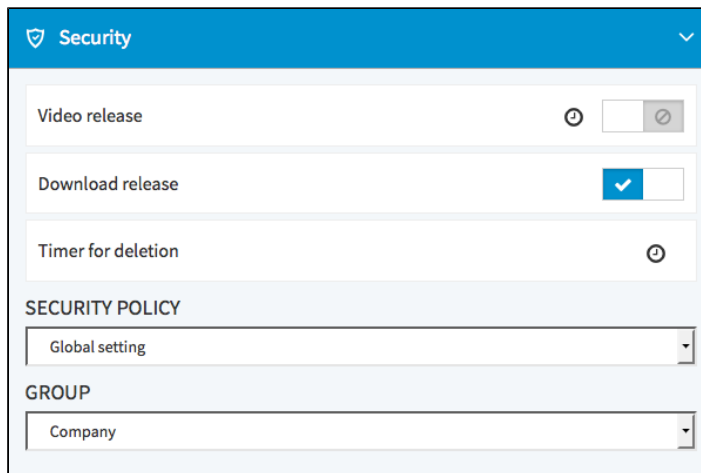 Security
Video release
Download release
Timer for deletion
SECURITY POLICY
Global setting
GROUP
Company